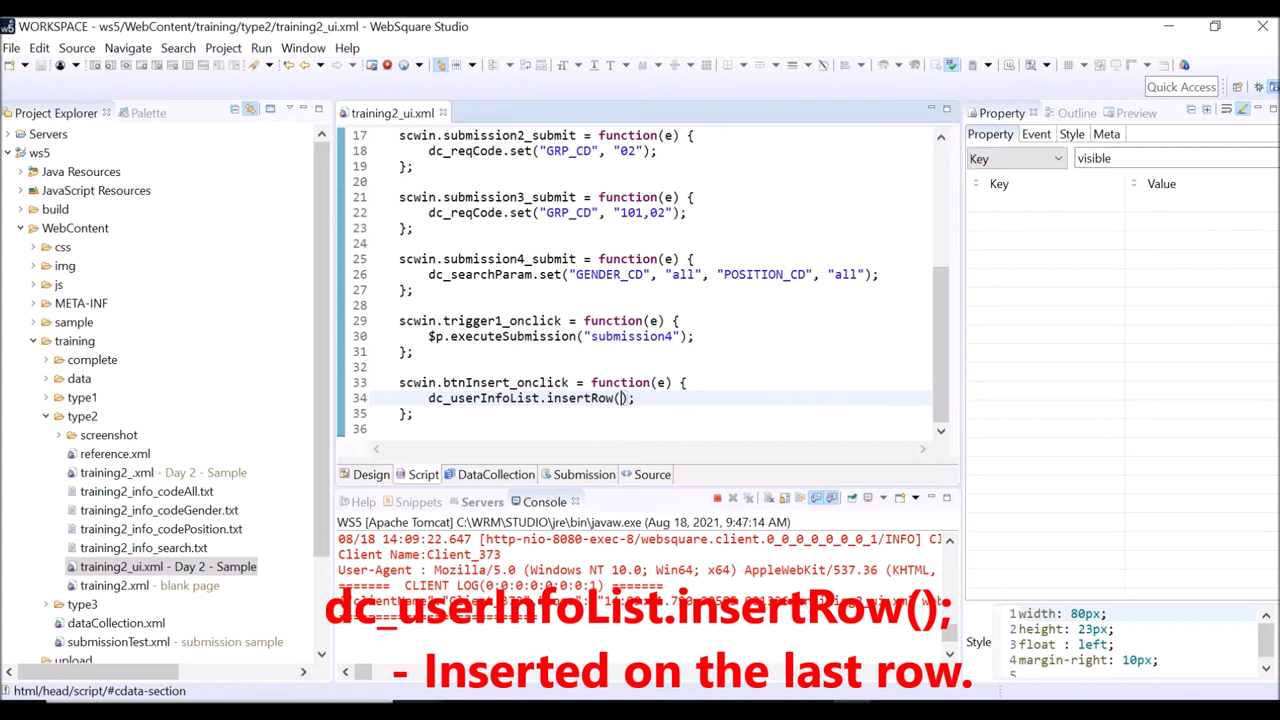 WORKSPACE - ws5/WebContent/training/type2/training2_ui.xml - WebSquare Studio
File Edit Source Navigate Search Project Run Window Help
Quick Access
Project Explorer Palette
Servers
ws5
Java Resources
JavaScript Resources
build
WebContent
css
img
js
META-INF
sample
training
complete
data
type1
type2
screenshot
reference.xml
training2_.xml - Day 2 - Sample
training2_info_codeAll.txt
training2_info_codeGender.txt
training2_info_codePosition.txt
training2_info_search.txt
training2_ui.xml - Day 2 - Sample
training2.xml - blank page
type3
dataCollection.xml
submissionTest.xml - submission sample
upload
html/head/script/#cdata-section
training2_ui.xml
17 scwin.submission2_submit = function(e) {
18 dc_reqCode.set("GRP_CD", "02");
19 };
20
21 scwin.submission3_submit = function(e) {
22 dc_reqCode.set("GRP_CD", "101,02");
23 };
24
25 scwin.submission4_submit = function(e) {
26 dc_searchParam.set("GENDER_CD", "all", "POSITION_CD", "all");
27 };
28
29 scwin.trigger1_onclick = function(e) {
30 $p.executeSubmission("submission4");
31 };
32
33 scwin.btnInsert_onclick = function(e) {
34 dc_userInfoList.insertRow();
35 };
36
Design Script DataCollection Submission Source
Help Snippets Servers Console
WS5 [Apache Tomcat] C:\WRM\STUDIO\jre\bin\javaw.exe (Aug 18, 2021, 9:47:14 AM)
08/18 14:09:22.647 [http-nio-8080-exec-8/websquare.client.0_0_0_0_0_0_0_1/INFO] Cl
Client Name:Client_373
User-Agent : Mozilla/5.0 (Windows NT 10.0; Win64; x64) AppleWebKit/537.36 (KHTML,
======= CLIENT LOG(0:0:0:0:0:0:0:1) =======
dc_userInfoList.insertRow();
- Inserted on the last row.
Property Outline Preview
Property Event Style Meta
Key visible
Key Value
Style
1 width: 80px;
2 height: 23px;
3 float : left;
4 margin-right: 10px;
5